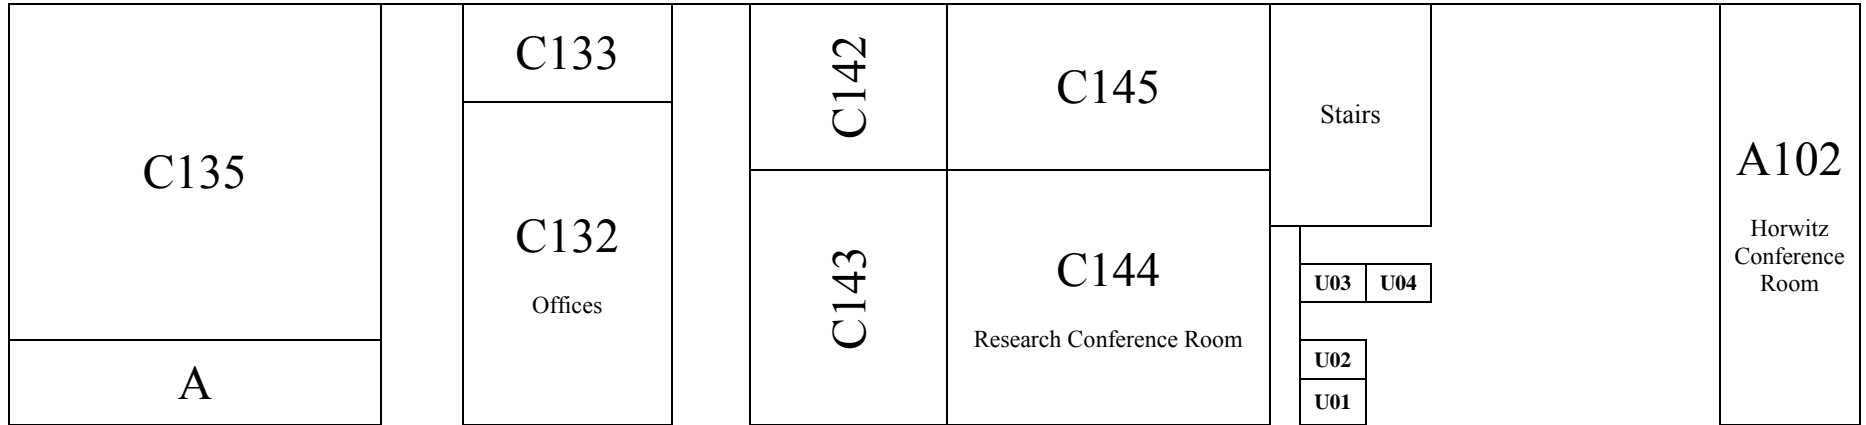 C135
A
C133
C132
Offices
C142
C143
C145
C144
Research Conference Room
Stairs
U03
U04
U02
U01
A102
Horwitz
Conference
Room